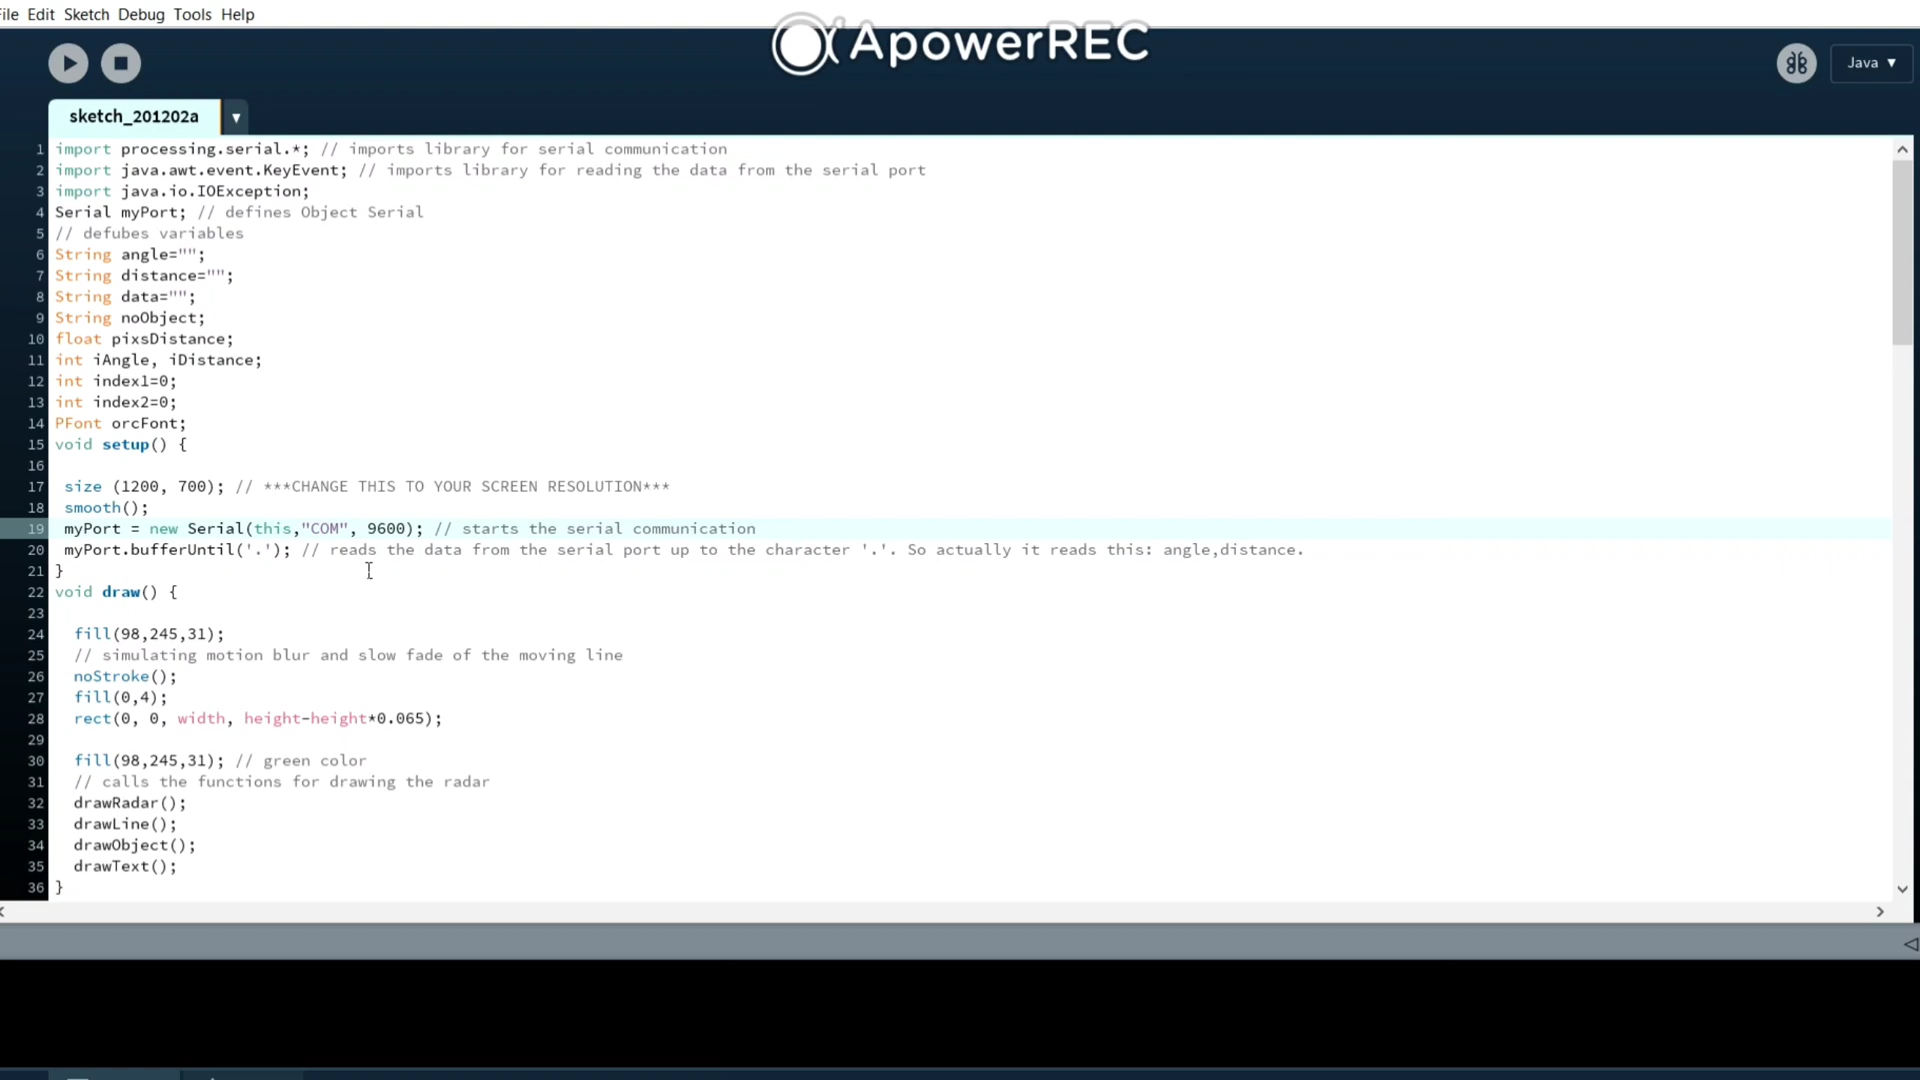 File Edit Sketch Debug Tools Help
ApowerREC
Java ▼
sketch_201202a ▼
1 import processing.serial.*; // imports library for serial communication
2 import java.awt.event.KeyEvent; // imports library for reading the data from the serial port
3 import java.io.IOException;
4 Serial myPort; // defines Object Serial
5 // defubes variables
6 String angle="";
7 String distance="";
8 String data="";
9 String noObject;
10 float pixsDistance;
11 int iAngle, iDistance;
12 int index1=0;
13 int index2=0;
14 PFont orcFont;
15 void setup() {
16
17 size (1200, 700); // ***CHANGE THIS TO YOUR SCREEN RESOLUTION***
18 smooth();
19 myPort = new Serial(this,"COM", 9600); // starts the serial communication
20 myPort.bufferUntil('.'); // reads the data from the serial port up to the character '.'. So actually it reads this: angle,distance.
21 }
22 void draw() {
23
24 fill(98,245,31);
25 // simulating motion blur and slow fade of the moving line
26 noStroke();
27 fill(0,4);
28 rect(0, 0, width, height-height*0.065);
29
30 fill(98,245,31); // green color
31 // calls the functions for drawing the radar
32 drawRadar();
33 drawLine();
34 drawObject();
35 drawText();
36 }